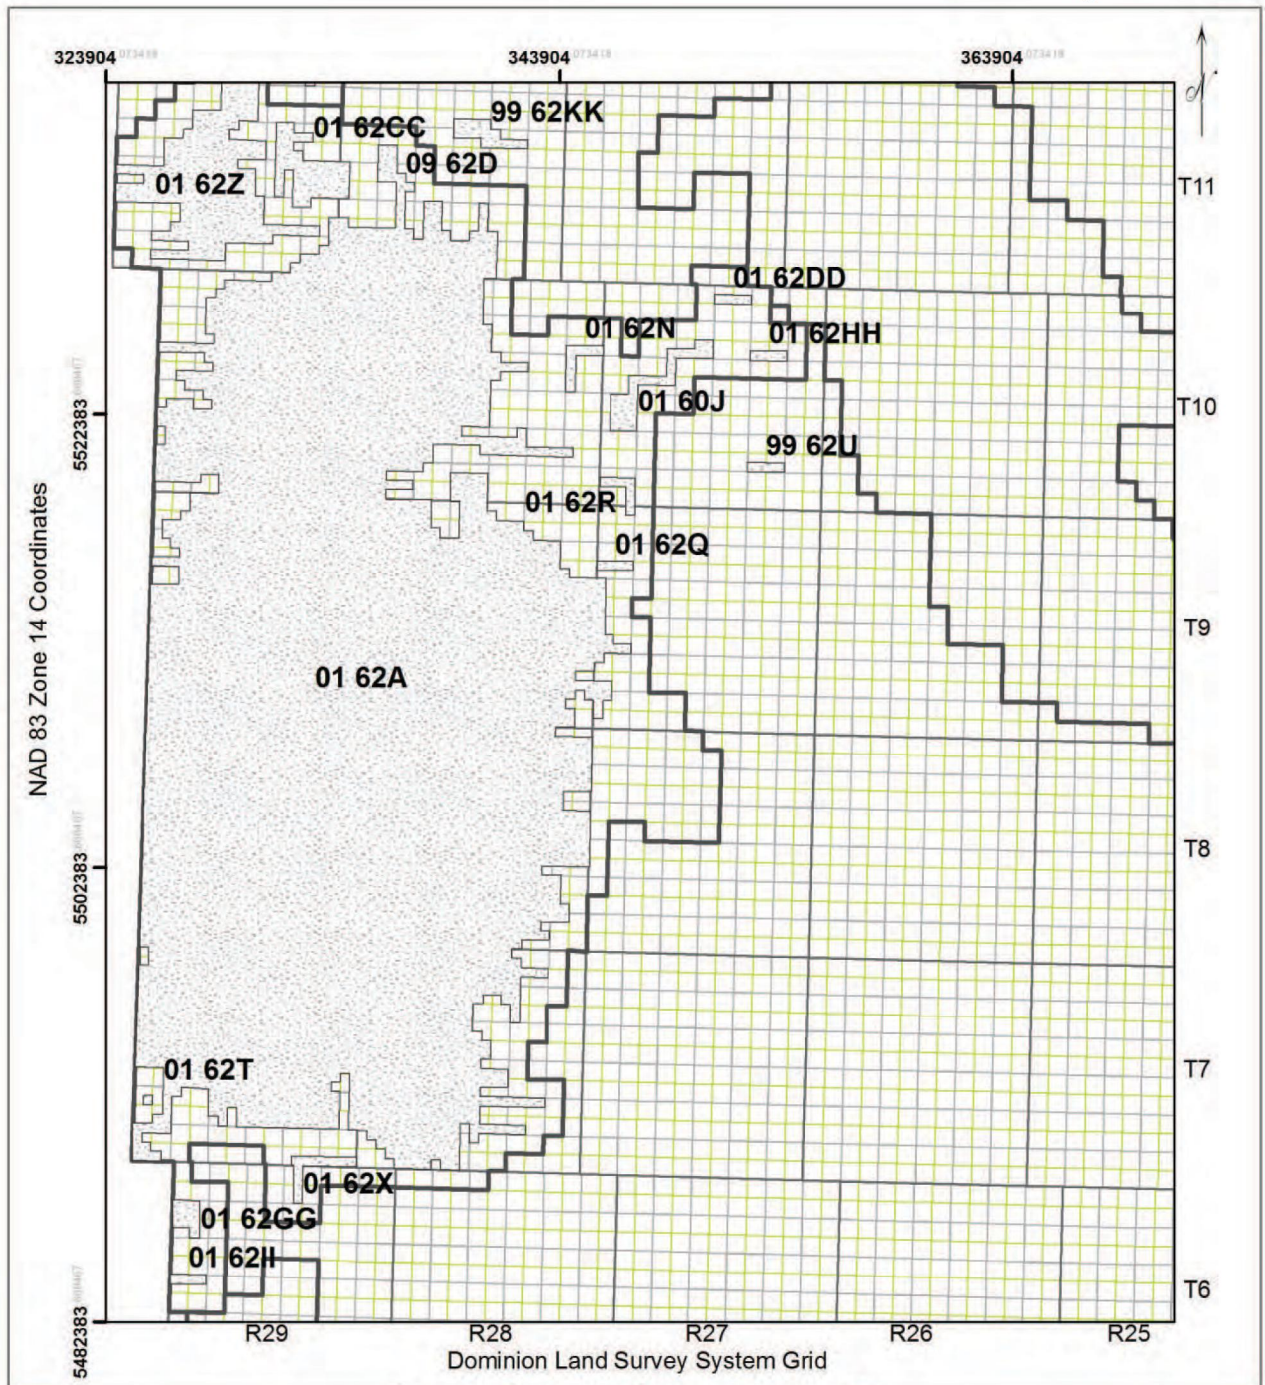 323904 073418 343904 073418 363904 073418
99 62KK
01 62CC
09 62D
01 62Z
T11
01 62DD
01 62N 01 62HH
01 60J
T10
5522383
99 62U
01 62R
01 62Q
NAD 83 Zone 14 Coordinates
T9
01 62A
T8
5502383
01 62T
T7
01 62X
01 62GG
01 62II
T6
5482383
R29 R28 R27 R26 R25
Dominion Land Survey System Grid